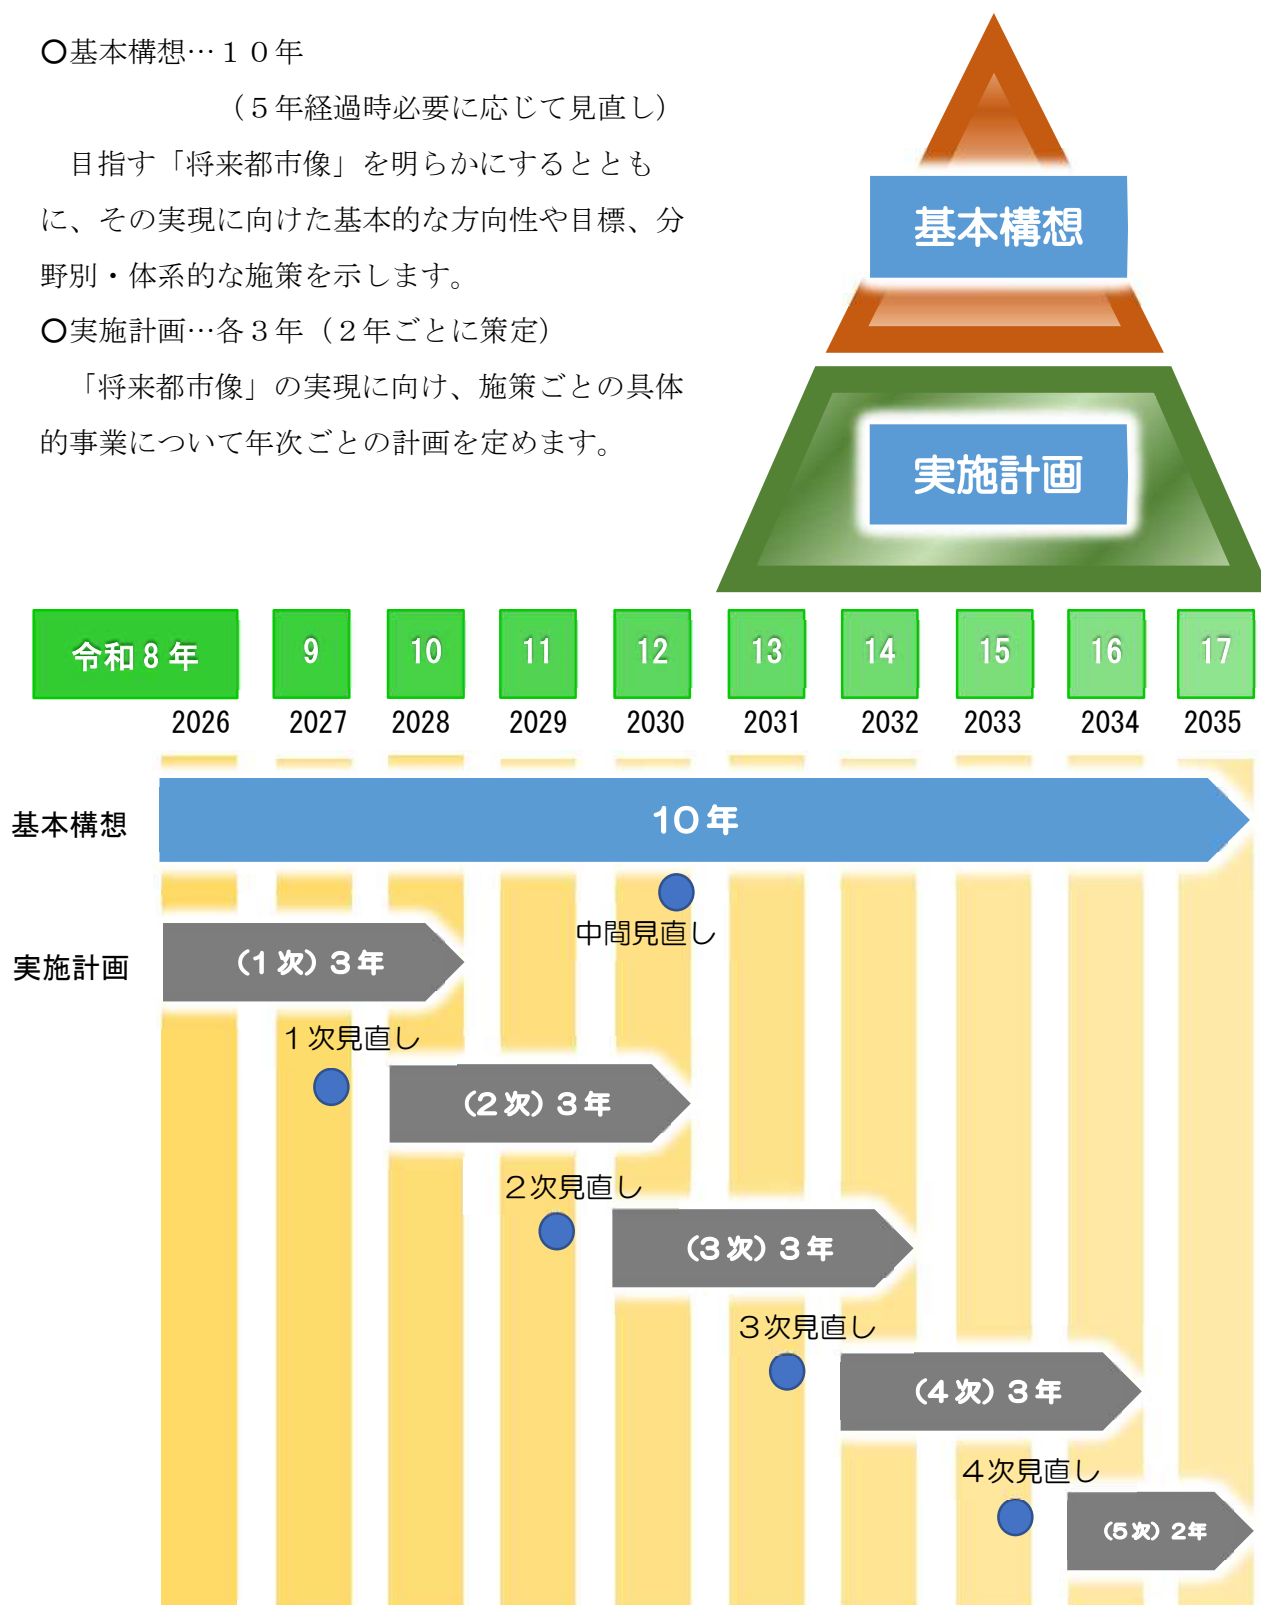 〇基本構想…１０年
（５年経過時必要に応じて見直し）
目指す「将来都市像」を明らかにするととも
に、その実現に向けた基本的な方向性や目標、分
野別・体系的な施策を示します。
〇実施計画…各３年（２年ごとに策定）
「将来都市像」の実現に向け、施策ごとの具体
的事業について年次ごとの計画を定めます。
基本構想
実施計画
令和８年 9 10 11 12 13 14 15 16 17
2026 2027 2028 2029 2030 2031 2032 2033 2034 2035
基本構想
10年
中間見直し
実施計画
（１次）３年
１次見直し
（２次）３年
２次見直し
（３次）３年
３次見直し
（４次）３年
４次見直し
（５次）２年